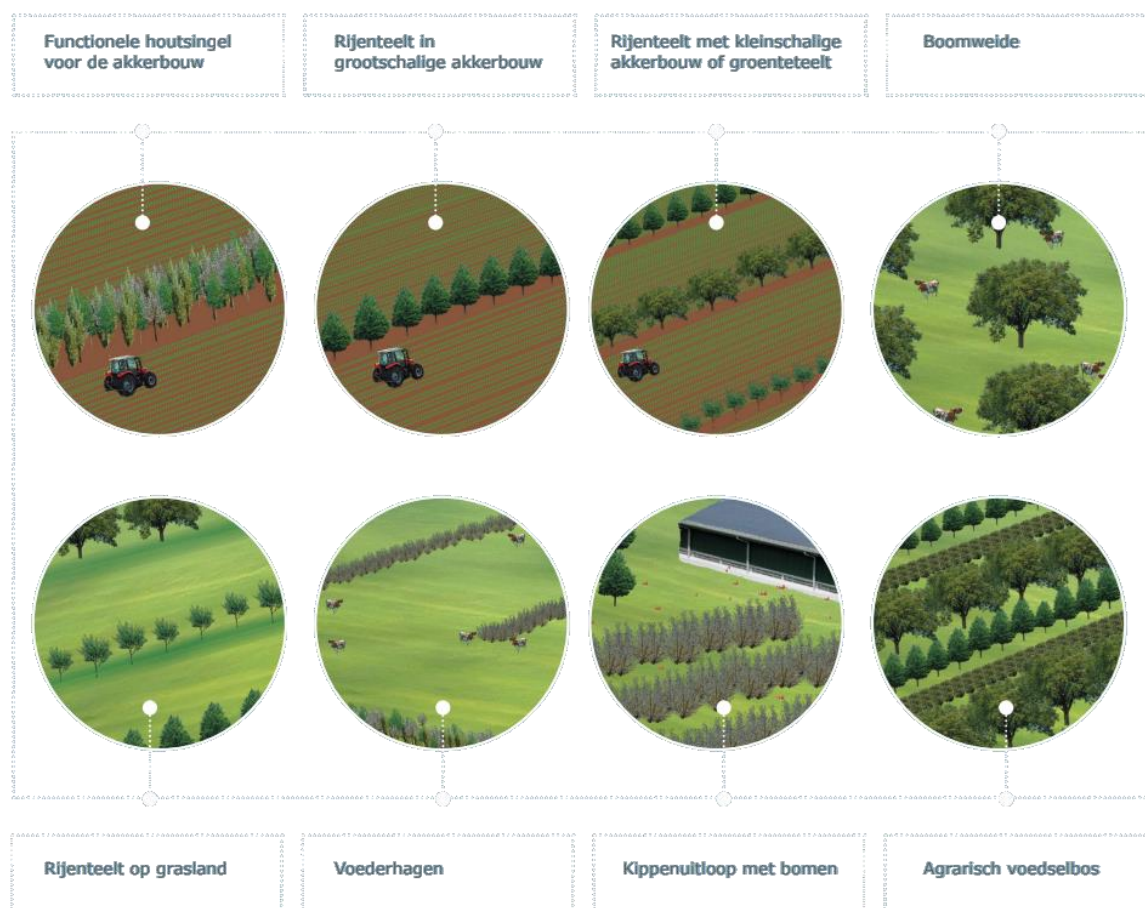 Functionele houtsingel
voor de akkerbouw
Rijenteelt in
grootschalige akkerbouw
Rijenteelt met kleinschalige
akkerbouw of groenteteelt
Boomweide
Rijenteelt op grasland
Voederhagen
Kippenuitloop met bomen
Agrarisch voedselbos